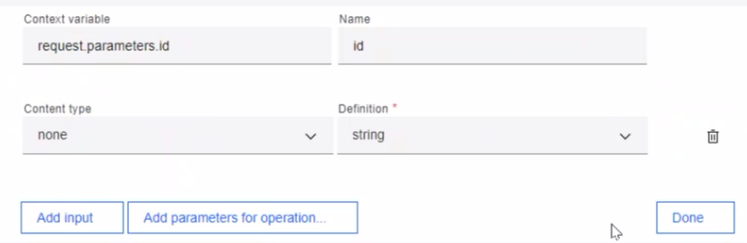 Context variable
Name
request.parameters.id
id
Content type
Definition *
none
string
Add input
Add parameters for operation...
Done